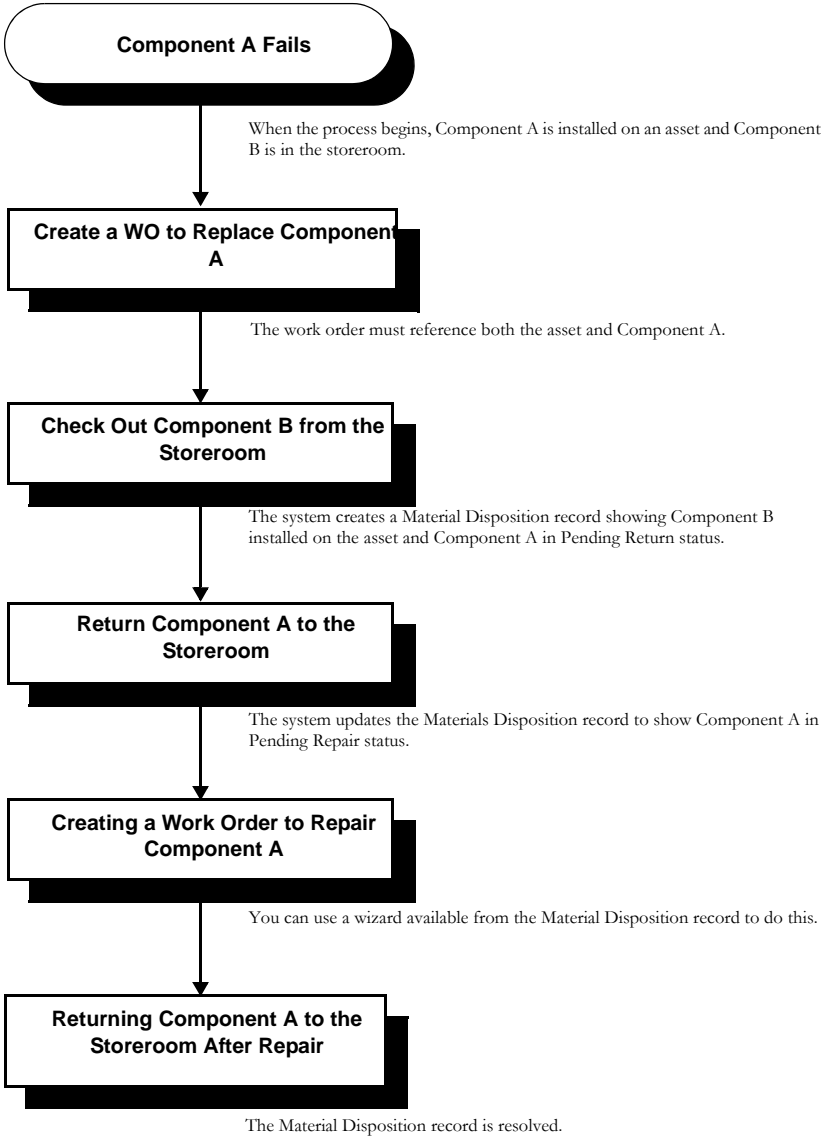 Component A Fails
When the process begins, Component A is installed on an asset and Component
B is in the storeroom.
Create a WO to Replace Component
A
The work order must reference both the asset and Component A.
Check Out Component B from the
Storeroom
The system creates a Material Disposition record showing Component B
installed on the asset and Component A in Pending Return status.
Return Component A to the
Storeroom
The system updates the Materials Disposition record to show Component A in
Pending Repair status.
Creating a Work Order to Repair
Component A
You can use a wizard available from the Material Disposition record to do this.
Returning Component A to the
Storeroom After Repair
The Material Disposition record is resolved.